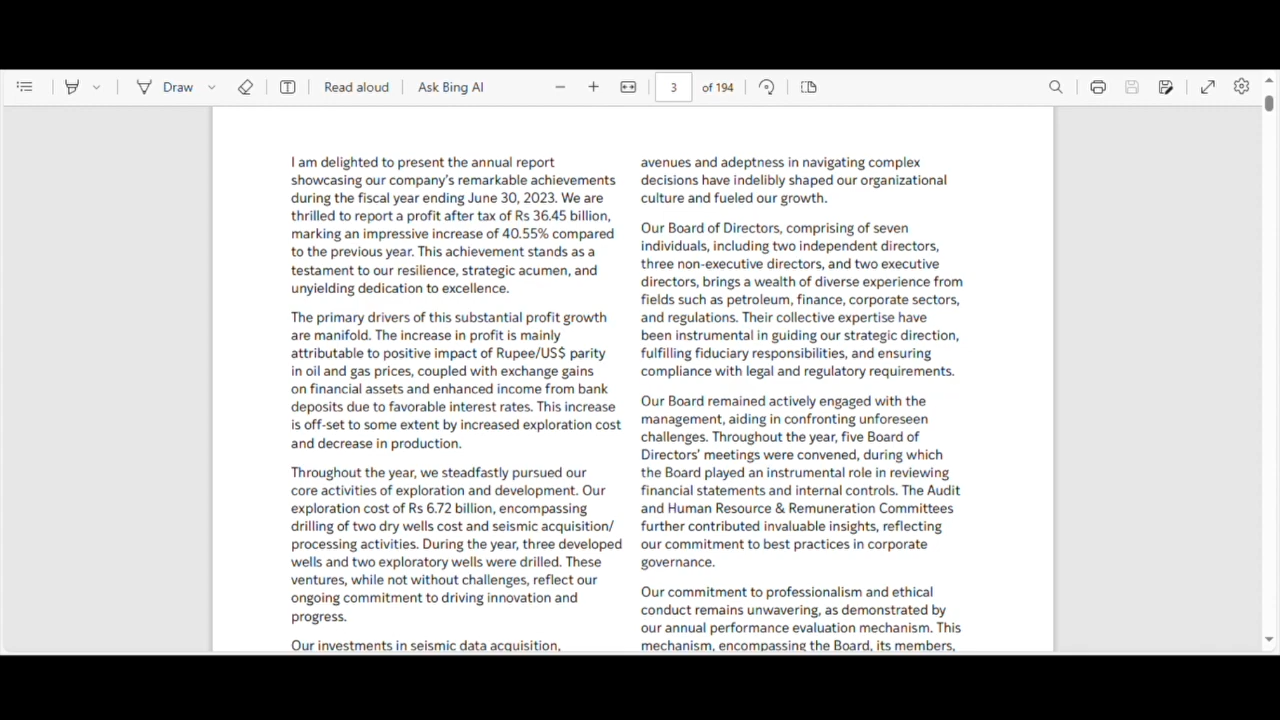 Draw
Read aloud
Ask Bing AI
3 of 194
I am delighted to present the annual report
showcasing our company's remarkable achievements
during the fiscal year ending June 30, 2023. We are
thrilled to report a profit after tax of Rs 36.45 billion,
marking an impressive increase of 40.55% compared
to the previous year. This achievement stands as a
testament to our resilience, strategic acumen, and
unyielding dedication to excellence.
The primary drivers of this substantial profit growth
are manifold. The increase in profit is mainly
attributable to positive impact of Rupee/US$ parity
in oil and gas prices, coupled with exchange gains
on financial assets and enhanced income from bank
deposits due to favorable interest rates. This increase
is off-set to some extent by increased exploration cost
and decrease in production.
Throughout the year, we steadfastly pursued our
core activities of exploration and development. Our
exploration cost of Rs 6.72 billion, encompassing
drilling of two dry wells cost and seismic acquisition/
processing activities. During the year, three developed
wells and two exploratory wells were drilled. These
ventures, while not without challenges, reflect our
ongoing commitment to driving innovation and
progress.
Our investments in seismic data acquisition,
avenues and adeptness in navigating complex
decisions have indelibly shaped our organizational
culture and fueled our growth.
Our Board of Directors, comprising of seven
individuals, including two independent directors,
three non-executive directors, and two executive
directors, brings a wealth of diverse experience from
fields such as petroleum, finance, corporate sectors,
and regulations. Their collective expertise have
been instrumental in guiding our strategic direction,
fulfilling fiduciary responsibilities, and ensuring
compliance with legal and regulatory requirements.
Our Board remained actively engaged with the
management, aiding in confronting unforeseen
challenges. Throughout the year, five Board of
Directors' meetings were convened, during which
the Board played an instrumental role in reviewing
financial statements and internal controls. The Audit
and Human Resource & Remuneration Committees
further contributed invaluable insights, reflecting
our commitment to best practices in corporate
governance.
Our commitment to professionalism and ethical
conduct remains unwavering, as demonstrated by
our annual performance evaluation mechanism. This
mechanism, encompassing the Board, its members,